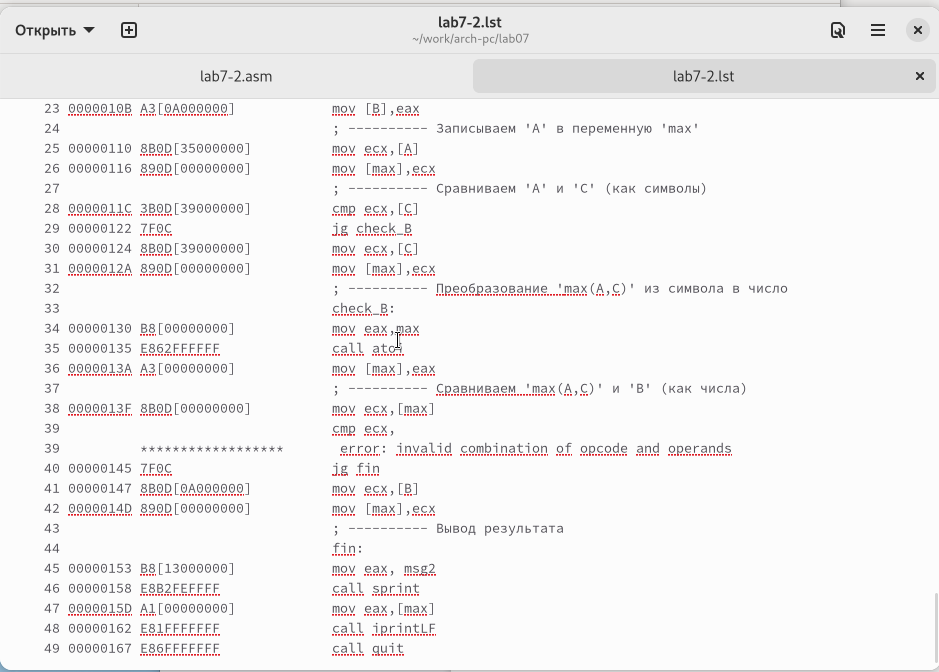 Открыть
lab7-2.lst
~/work/arch-pc/lab07
lab7-2.asm
lab7-2.lst
23 0000010B A3[0A000000] mov [B],eax
24 ; ---------- Записываем 'A' в переменную 'max'
25 00000110 8B0D[35000000] mov ecx,[A]
26 00000116 890D[00000000] mov [max],ecx
27 ; ---------- Сравниваем 'A' и 'C' (как символы)
28 0000011C 3B0D[39000000] cmp ecx,[C]
29 00000122 7F0C jg check_B
30 00000124 8B0D[39000000] mov ecx,[C]
31 0000012A 890D[00000000] mov [max],ecx
32 ; ---------- Преобразование 'max(A,C)' из символа в число
33 check_B:
34 00000130 B8[00000000] mov eax,max
35 00000135 E862FFFFFF call atoi
36 0000013A A3[00000000] mov [max],eax
37 ; ---------- Сравниваем 'max(A,C)' и 'B' (как числа)
38 0000013F 8B0D[00000000] mov ecx,[max]
39 cmp ecx,
39 ****************** error: invalid combination of opcode and operands
40 00000145 7F0C jg fin
41 00000147 8B0D[0A000000] mov ecx,[B]
42 0000014D 890D[00000000] mov [max],ecx
43 ; ---------- Вывод результата
44 fin:
45 00000153 B8[13000000] mov eax, msg2
46 00000158 E8B2FEFFFF call sprint
47 0000015D A1[00000000] mov eax,[max]
48 00000162 E81FFFFFFF call iprintLF
49 00000167 E86FFFFFFF call quit